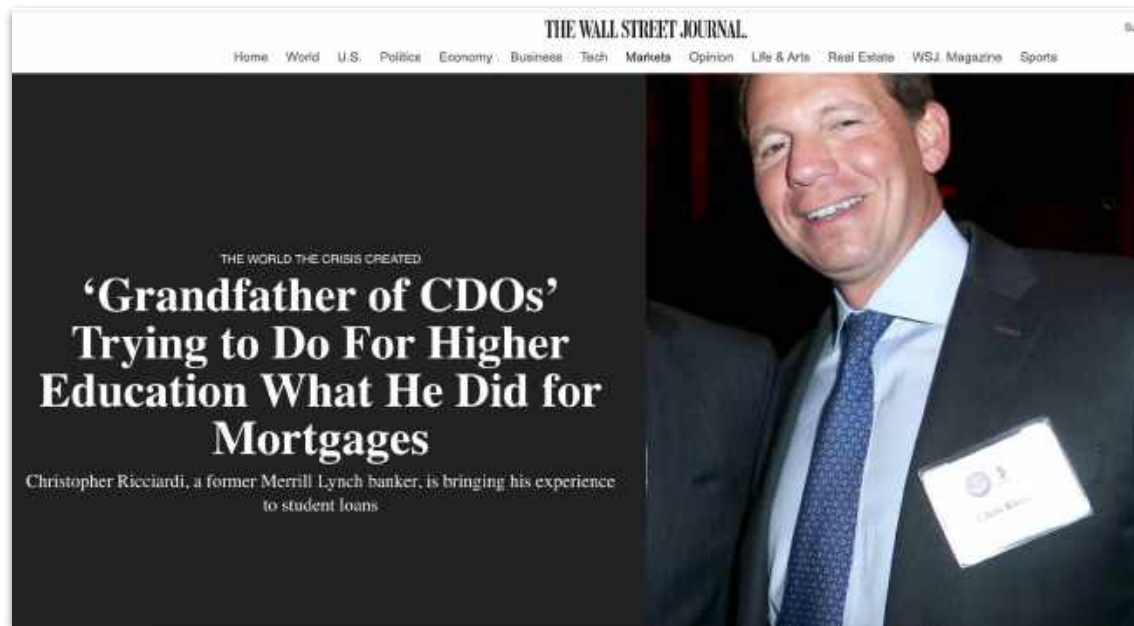 THE WALL STREET JOURNAL.
Home World U.S. Politics Economy Business Tech Markets Opinion Life & Arts Real Estate WSJ. Magazine Sports
THE WORLD THE CRISIS CREATED
‘Grandfather of CDOs’
Trying to Do For Higher
Education What He Did for
Mortgages
Christopher Ricciardi, a former Merrill Lynch banker, is bringing his experience
to student loans